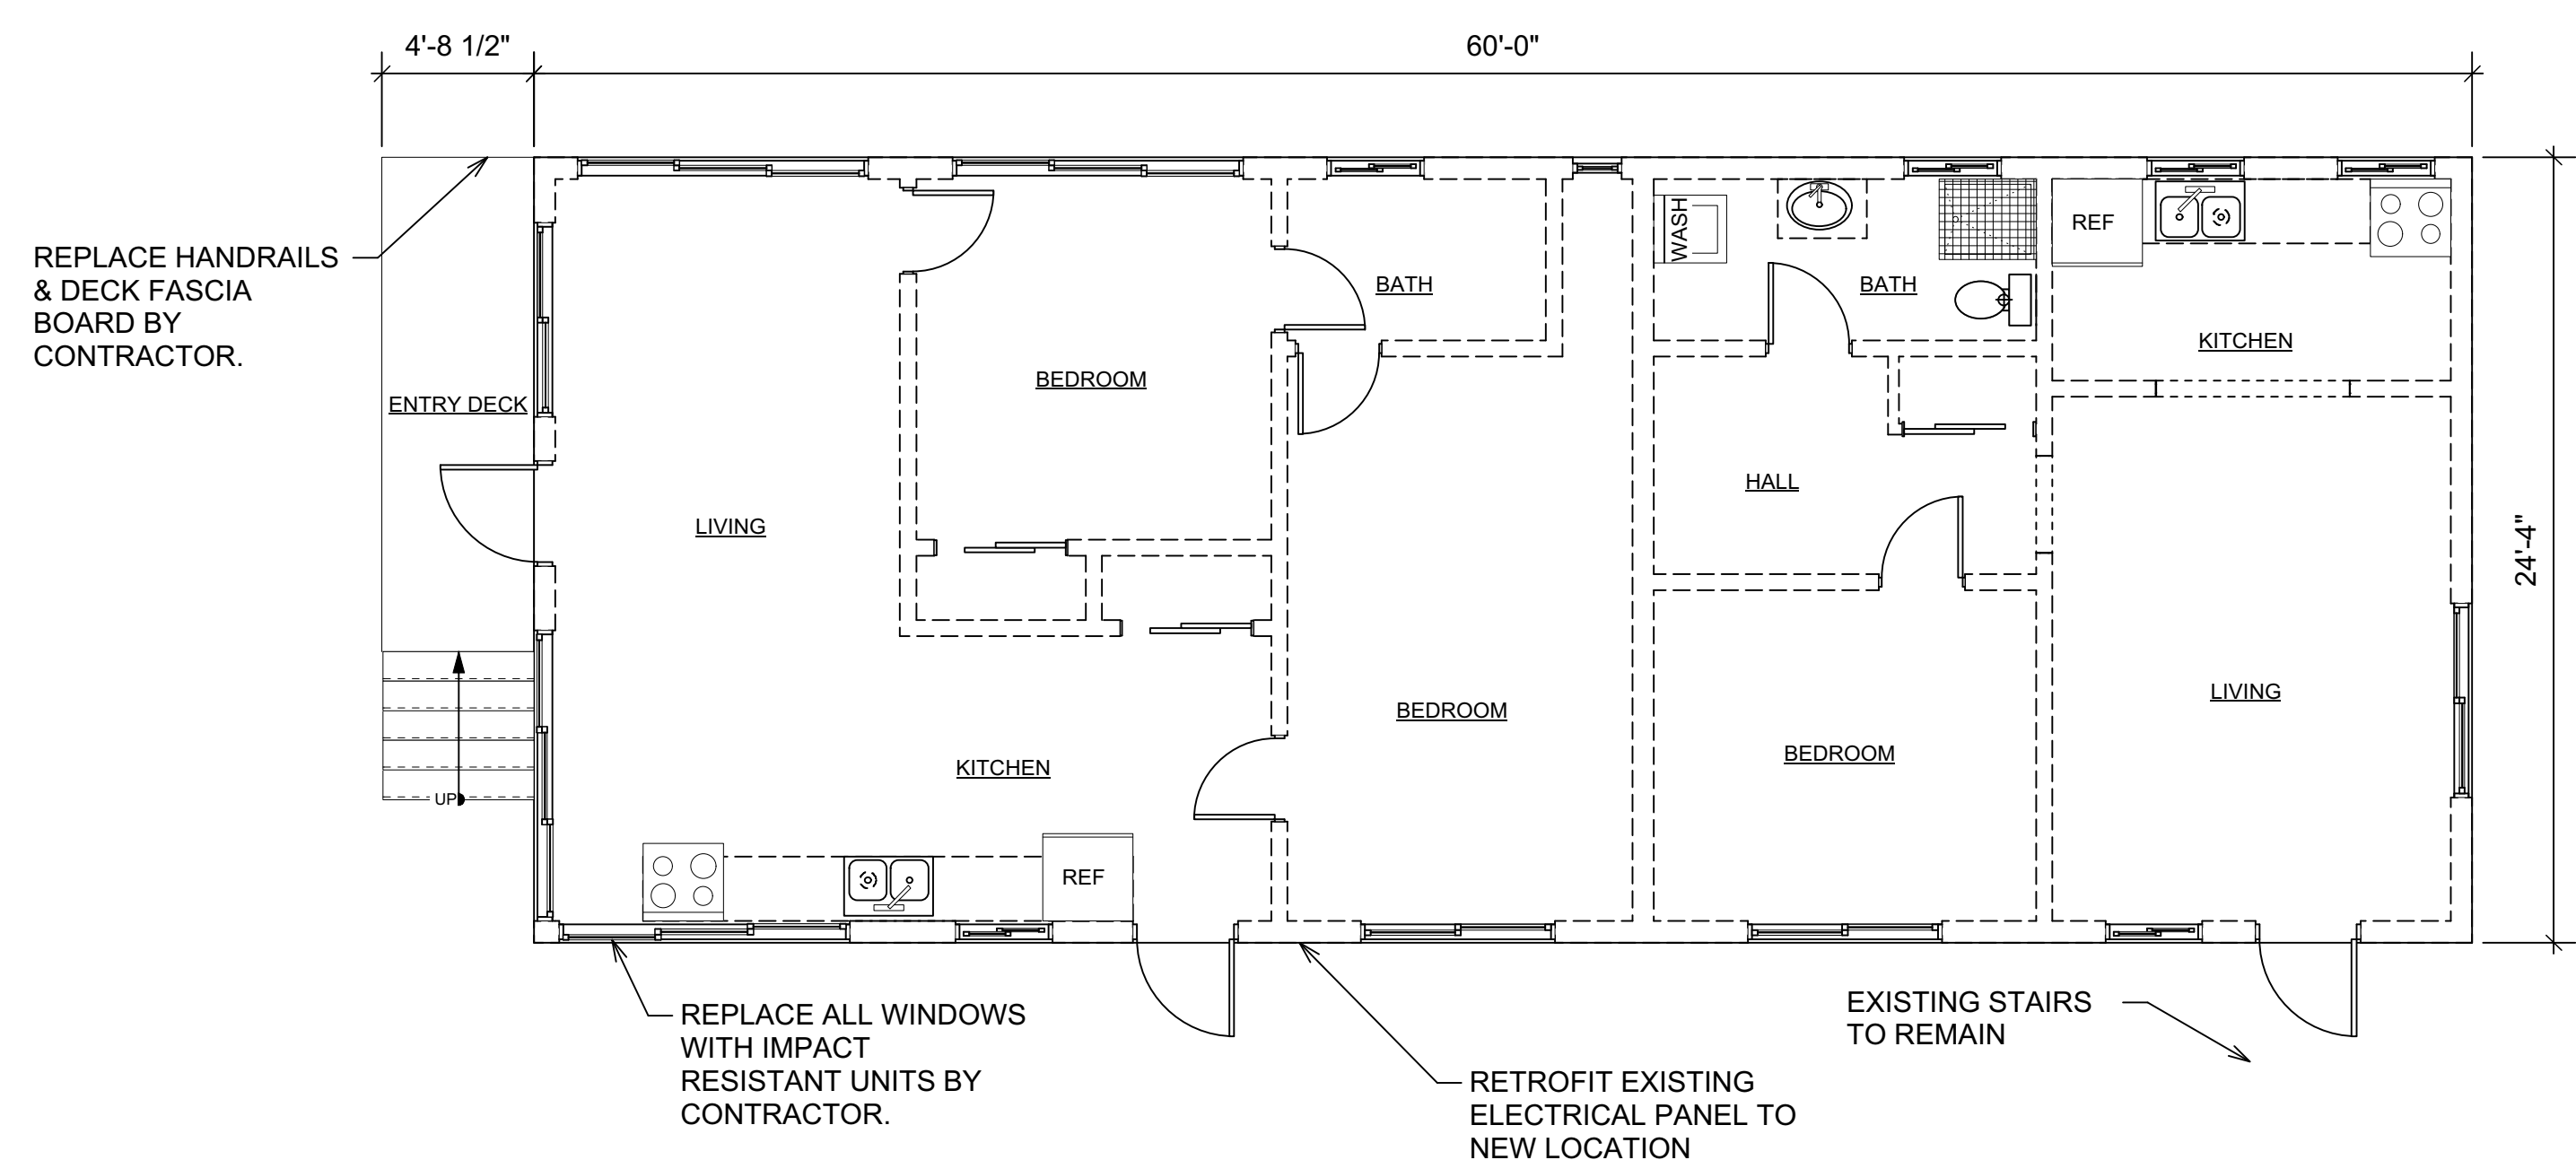 4'-8 1/2"
60'-0"
REPLACE HANDRAILS
& DECK FASCIA
BOARD BY
CONTRACTOR.
ENTRY DECK
UP
LIVING
BEDROOM
BATH
WASH
BATH
REF
KITCHEN
HALL
24'-4"
KITCHEN
BEDROOM
BEDROOM
LIVING
REF
REPLACE ALL WINDOWS
WITH IMPACT
RESISTANT UNITS BY
CONTRACTOR.
RETROFIT EXISTING
ELECTRICAL PANEL TO
NEW LOCATION
EXISTING STAIRS
TO REMAIN